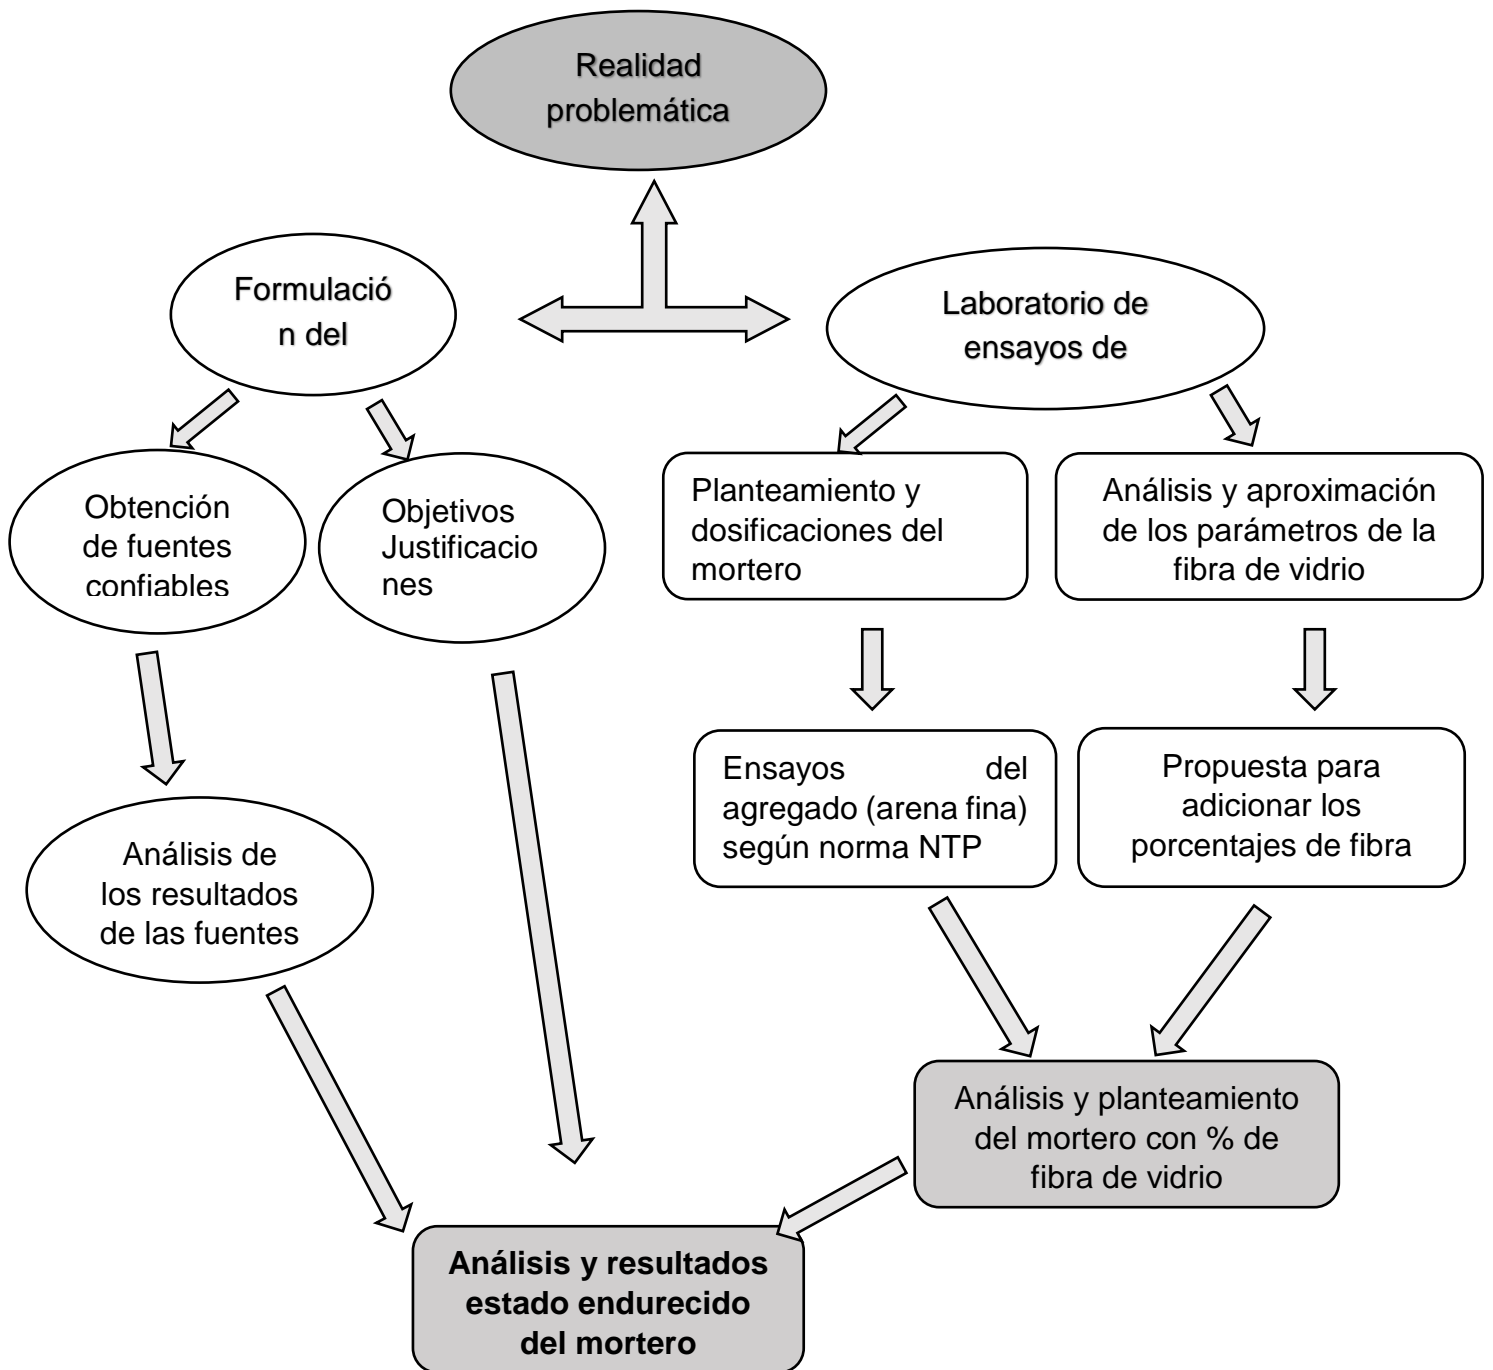 Realidad
problemática
Formulació
n del
Laboratorio de
ensayos de
Obtención
de fuentes
confiables
Objetivos
Justificacio
nes
Planteamiento y
dosificaciones del
mortero
Análisis y aproximación
de los parámetros de la
fibra de vidrio
Ensayos del
agregado (arena fina)
según norma NTP
Propuesta para
adicionar los
porcentajes de fibra
Análisis de
los resultados
de las fuentes
Análisis y planteamiento
del mortero con % de
fibra de vidrio
Análisis y resultados
estado endurecido
del mortero